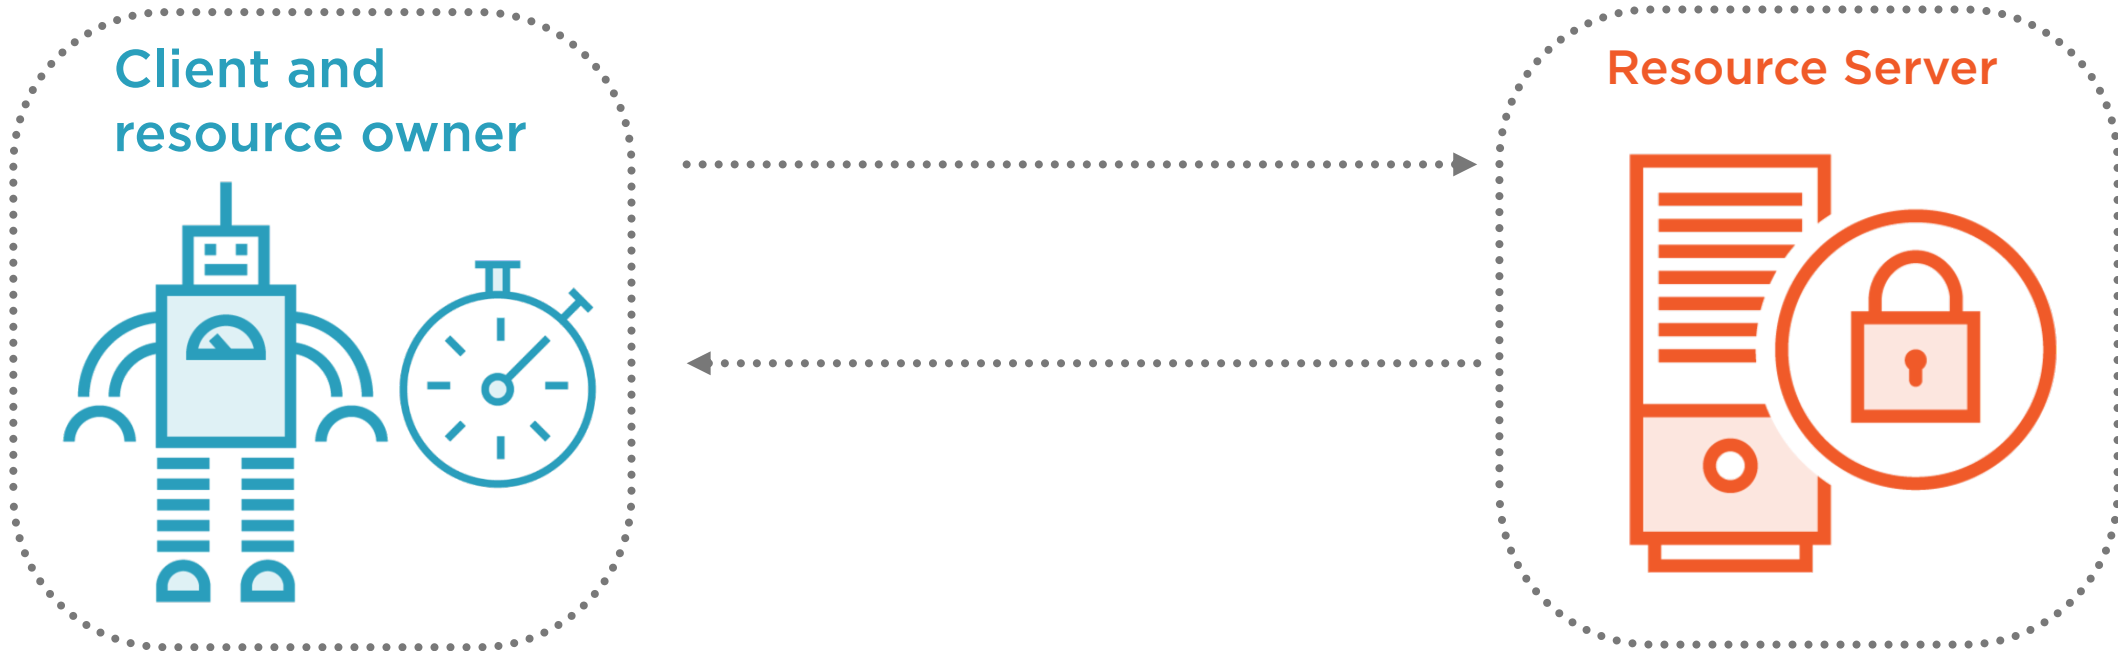 Client and
resource owner
Resource Server